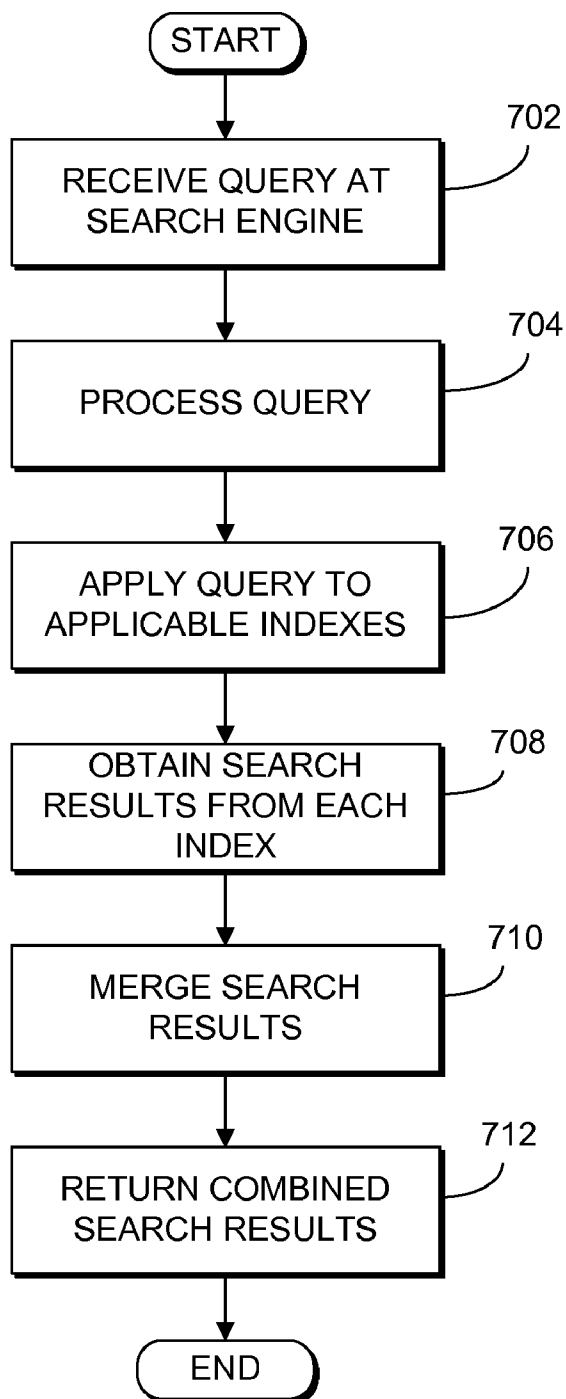 START
702
RECEIVE QUERY AT
SEARCH ENGINE
704
PROCESS QUERY
706
APPLY QUERY TO
APPLICABLE INDEXES
708
OBTAIN SEARCH
RESULTS FROM EACH
INDEX
710
MERGE SEARCH
RESULTS
712
RETURN COMBINED
SEARCH RESULTS
END